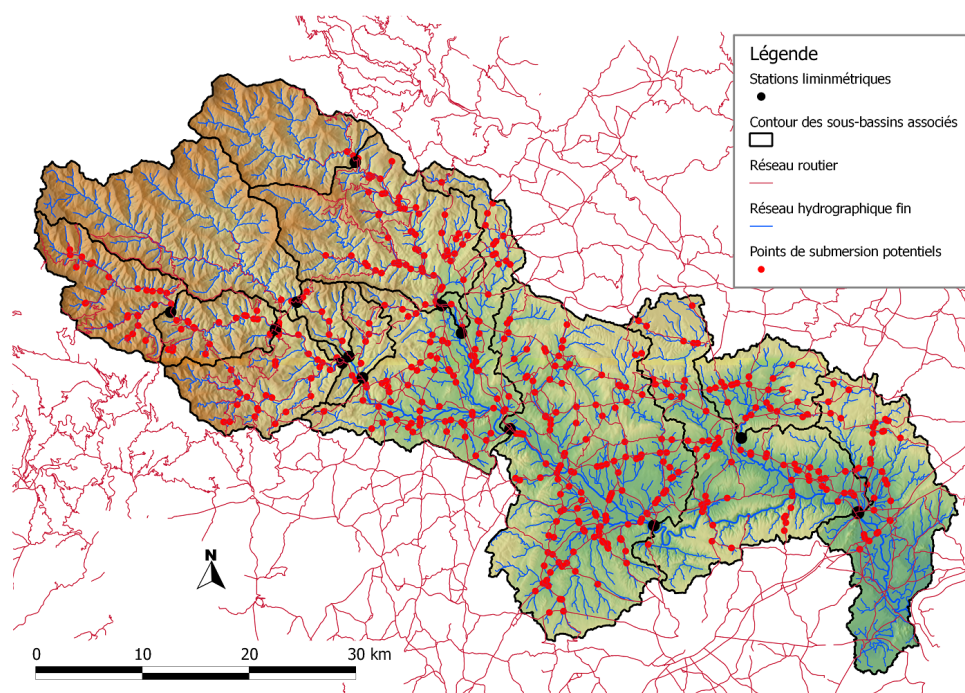 Légende
Stations liminmétriques
Contour des sous-bassins associés
Réseau routier
Réseau hydrographique fin
Points de submersion potentiels
N
0 10 20 30 km